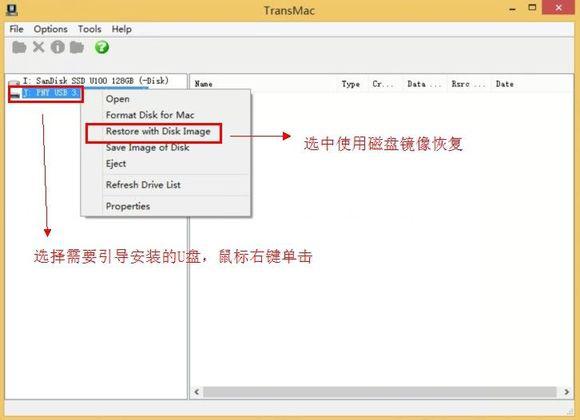 TransMac
File Options Tools Help
I: SanDisk SSD U100 128GB (-Disk)
Name Type Cr... Data ... Rsrc ... Date
J: PNY USB 3.
Open
Format Disk for Mac
Restore with Disk Image
选中使用磁盘镜像恢复
Save Image of Disk
Eject
Refresh Drive List
Properties
选择需要引导安装的U盘，鼠标右键单击